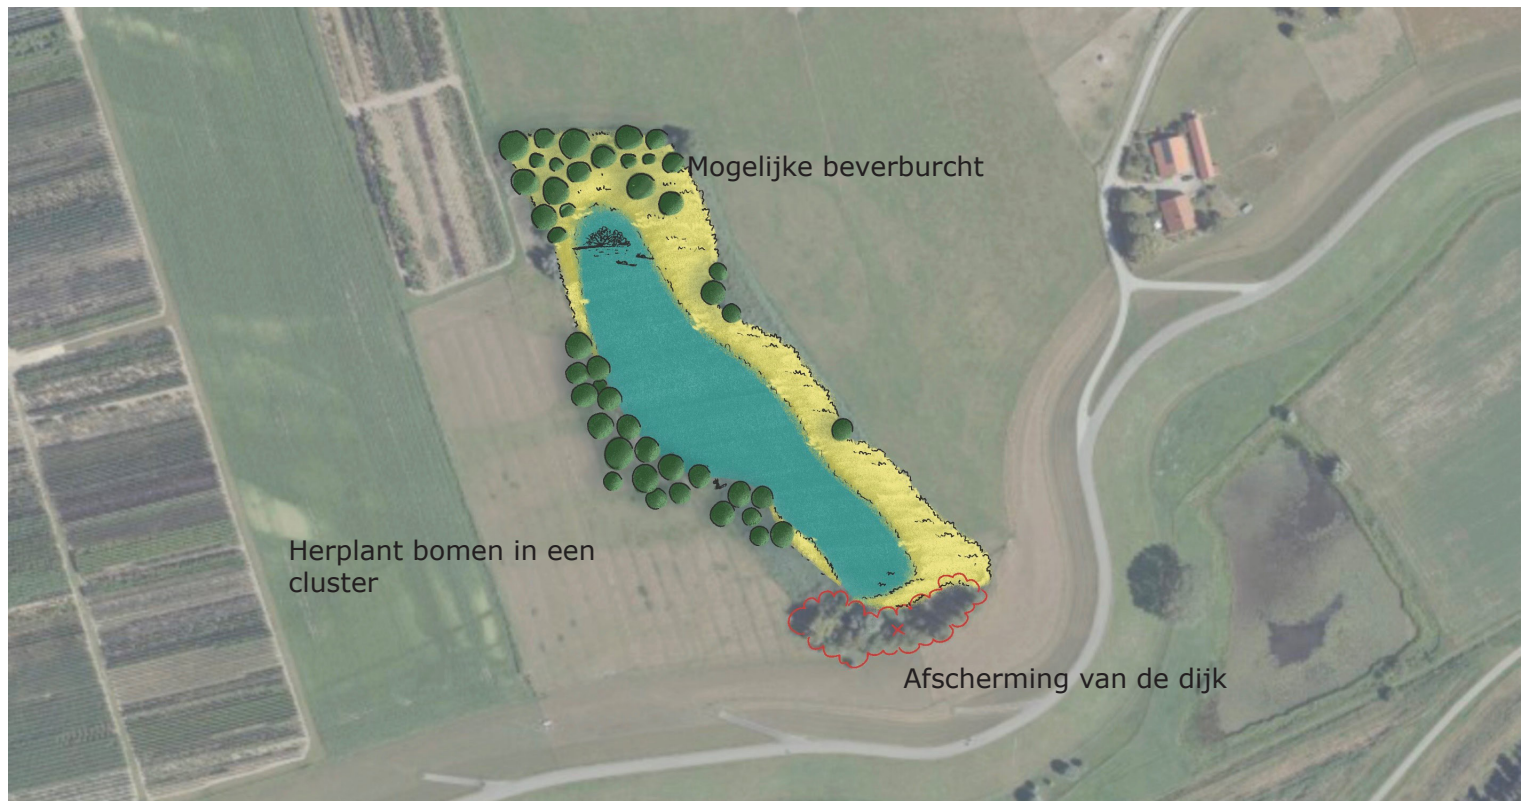 Mogelijke beverburcht
Herplant bomen in een
cluster
Afscherming van de dijk